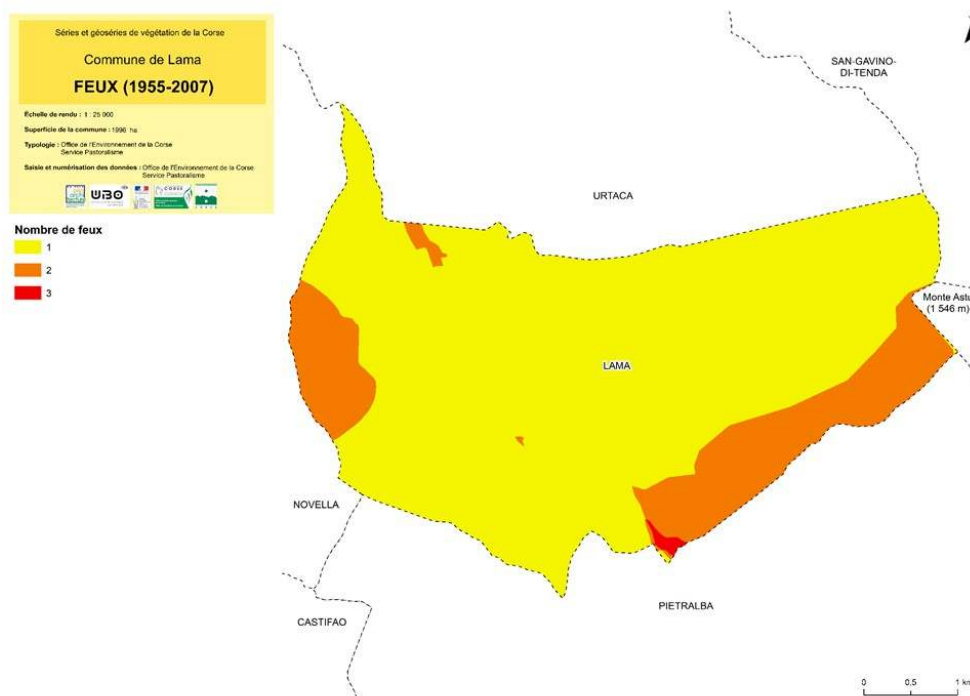 Séries et géoséries de végétation de la Corse
Commune de Lama
FEUX (1955-2007)
Échelle de rendu : 1 : 25 000
Superficie de la commune : 1996 ha
Typologie : Office de l'Environnement de la Corse
Service Pastoralisme
Saisie et numérisation des données : Office de l'Environnement de la Corse
Service Pastoralisme
UBO
CORSE
Nombre de feux
1
2
3
SAN-GAVINO-
DI-TENDA
URTACA
Monte Astu
(1 546 m)
LAMA
NOVELLA
PIETRALBA
CASTIFAO
0 0,5 1 km